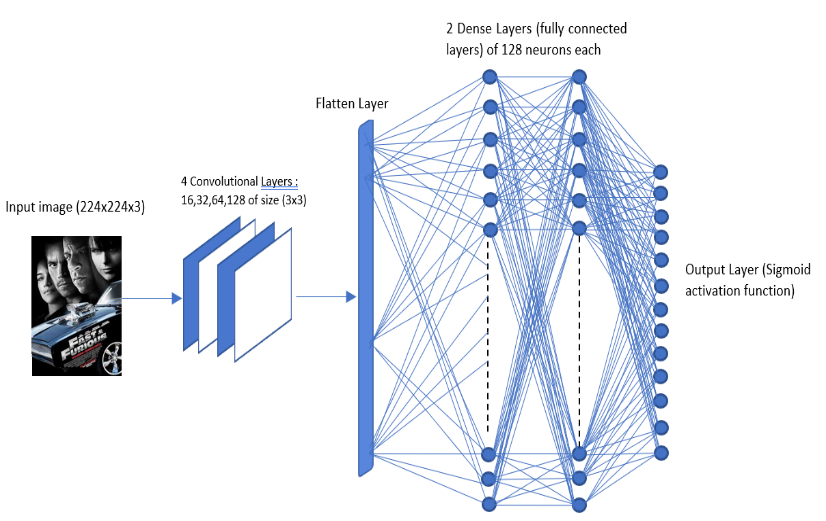 2 Dense Layers (fully connected
layers) of 128 neurons each
Flatten Layer
4 Convolutional Layers :
16,32,64,128 of size (3x3)
Input image (224x224x3)
Output Layer (Sigmoid
activation function)
FAST &
FURIOUS